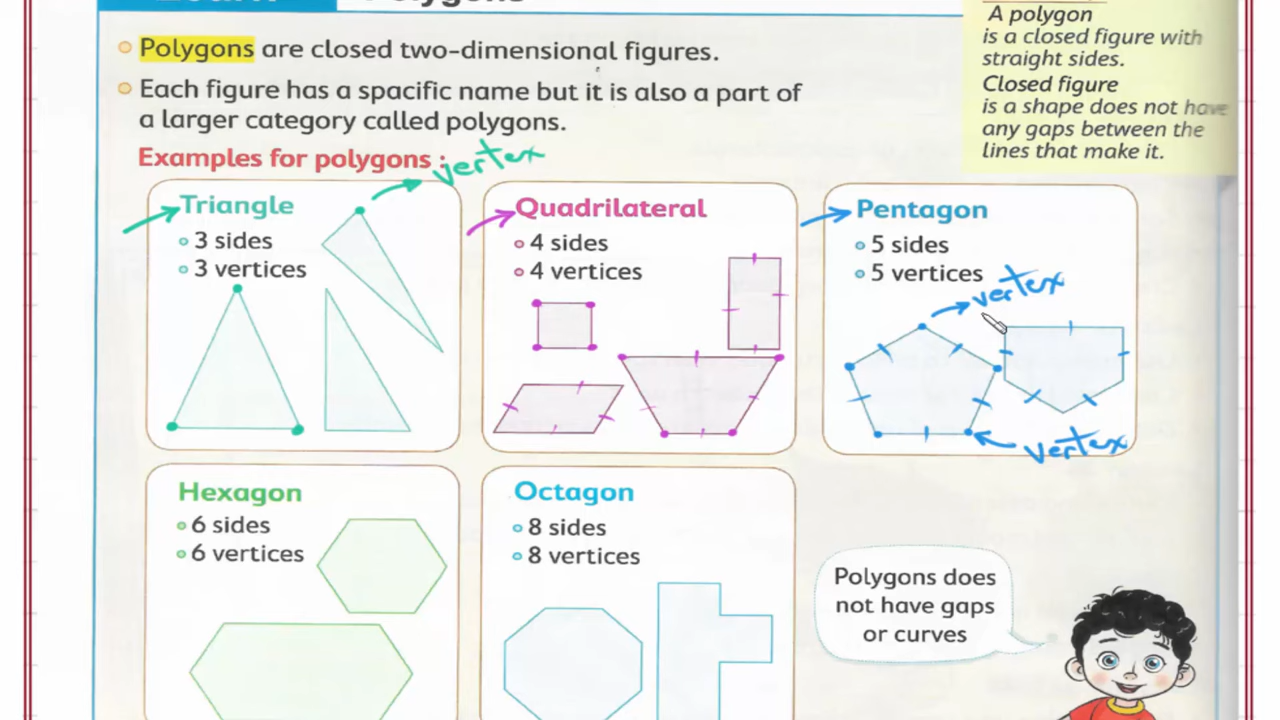 Learn Polygons
Polygons are closed two-dimensional figures.
Each figure has a spacific name but it is also a part of
a larger category called polygons.
Examples for polygons :
vertex
A polygon
is a closed figure with
straight sides.
Closed figure
is a shape does not have
any gaps between the
lines that make it.
Triangle
3 sides
3 vertices
Quadrilateral
4 sides
4 vertices
Pentagon
5 sides
5 vertices
vertex
vertex
Hexagon
6 sides
6 vertices
Octagon
8 sides
8 vertices
Polygons does
not have gaps
or curves